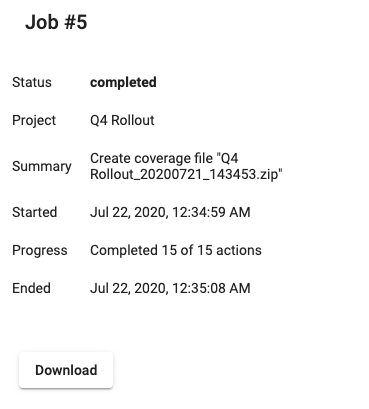 Job #5
Status completed
Project Q4 Rollout
Summary Create coverage file "Q4
Rollout_20200721_143453.zip"
Started Jul 22, 2020, 12:34:59 AM
Progress Completed 15 of 15 actions
Ended Jul 22, 2020, 12:35:08 AM
Download